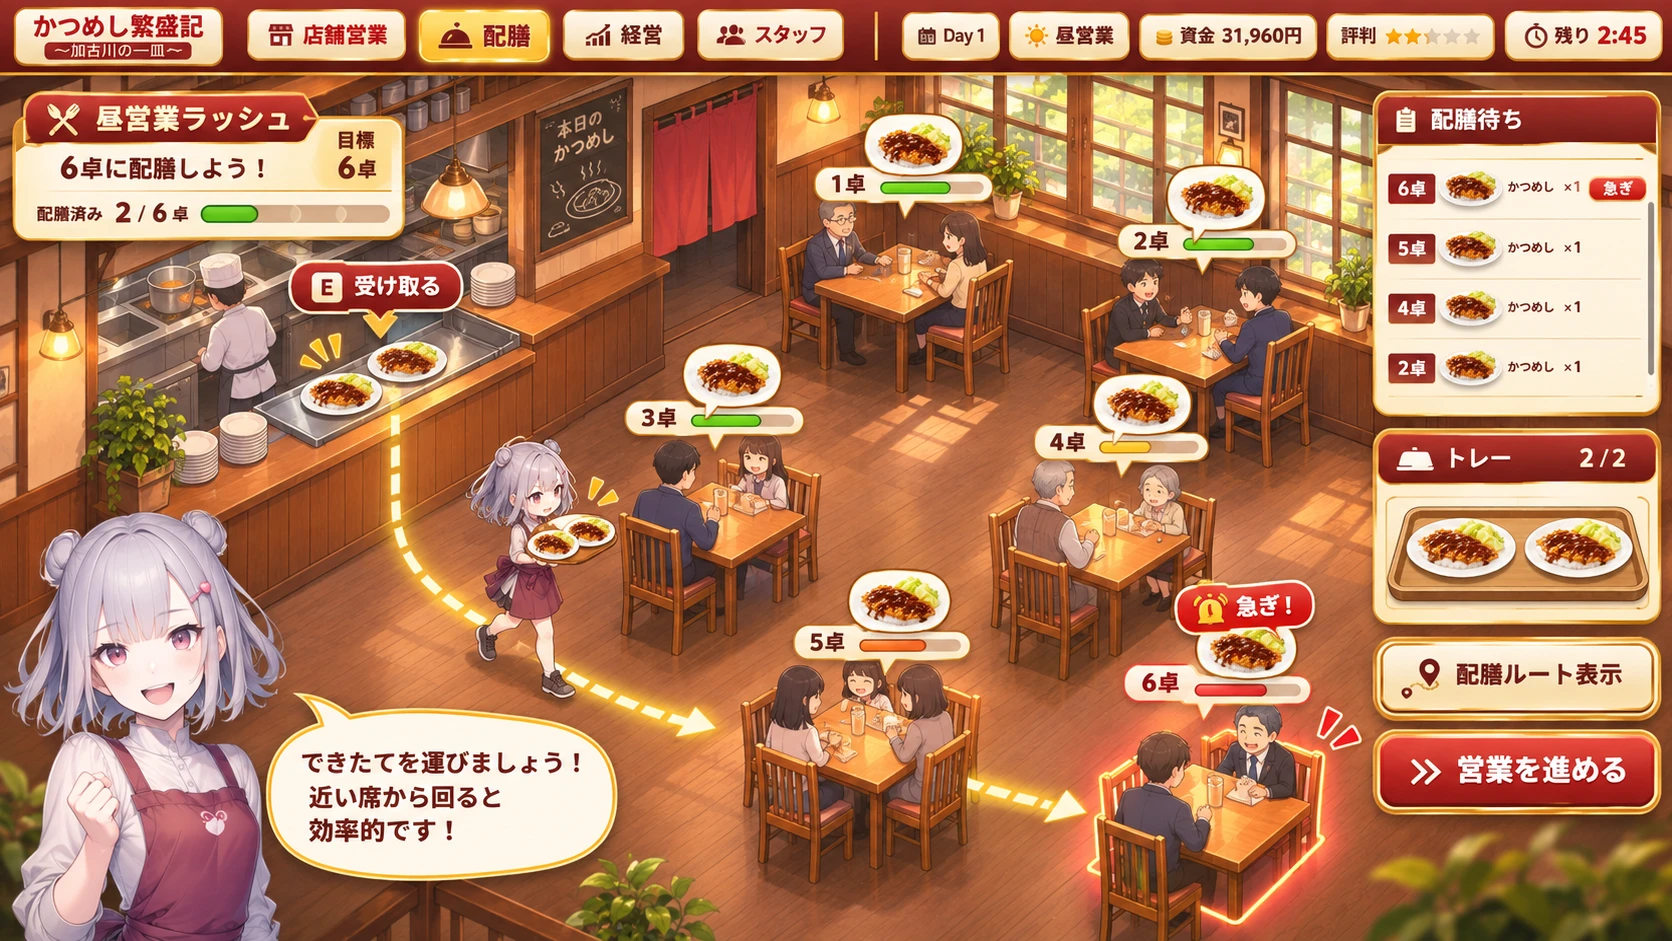 かつめし繁盛記
〜加古川の一皿〜
店舗営業
配膳
経営
スタッフ
Day 1
昼営業
資金 31,960円
評判
残り 2:45
昼営業ラッシュ
6卓に配膳しよう！
目標
6卓
配膳済み 2 / 6 卓
本日の
かつめし
E 受け取る
1卓
2卓
3卓
4卓
5卓
急ぎ！
6卓
配膳待ち
6卓 かつめし ×1 急ぎ
5卓 かつめし ×1
4卓 かつめし ×1
2卓 かつめし ×1
トレー 2/2
配膳ルート表示
営業を進める
できたてを運びましょう！
近い席から回ると
効率的です！